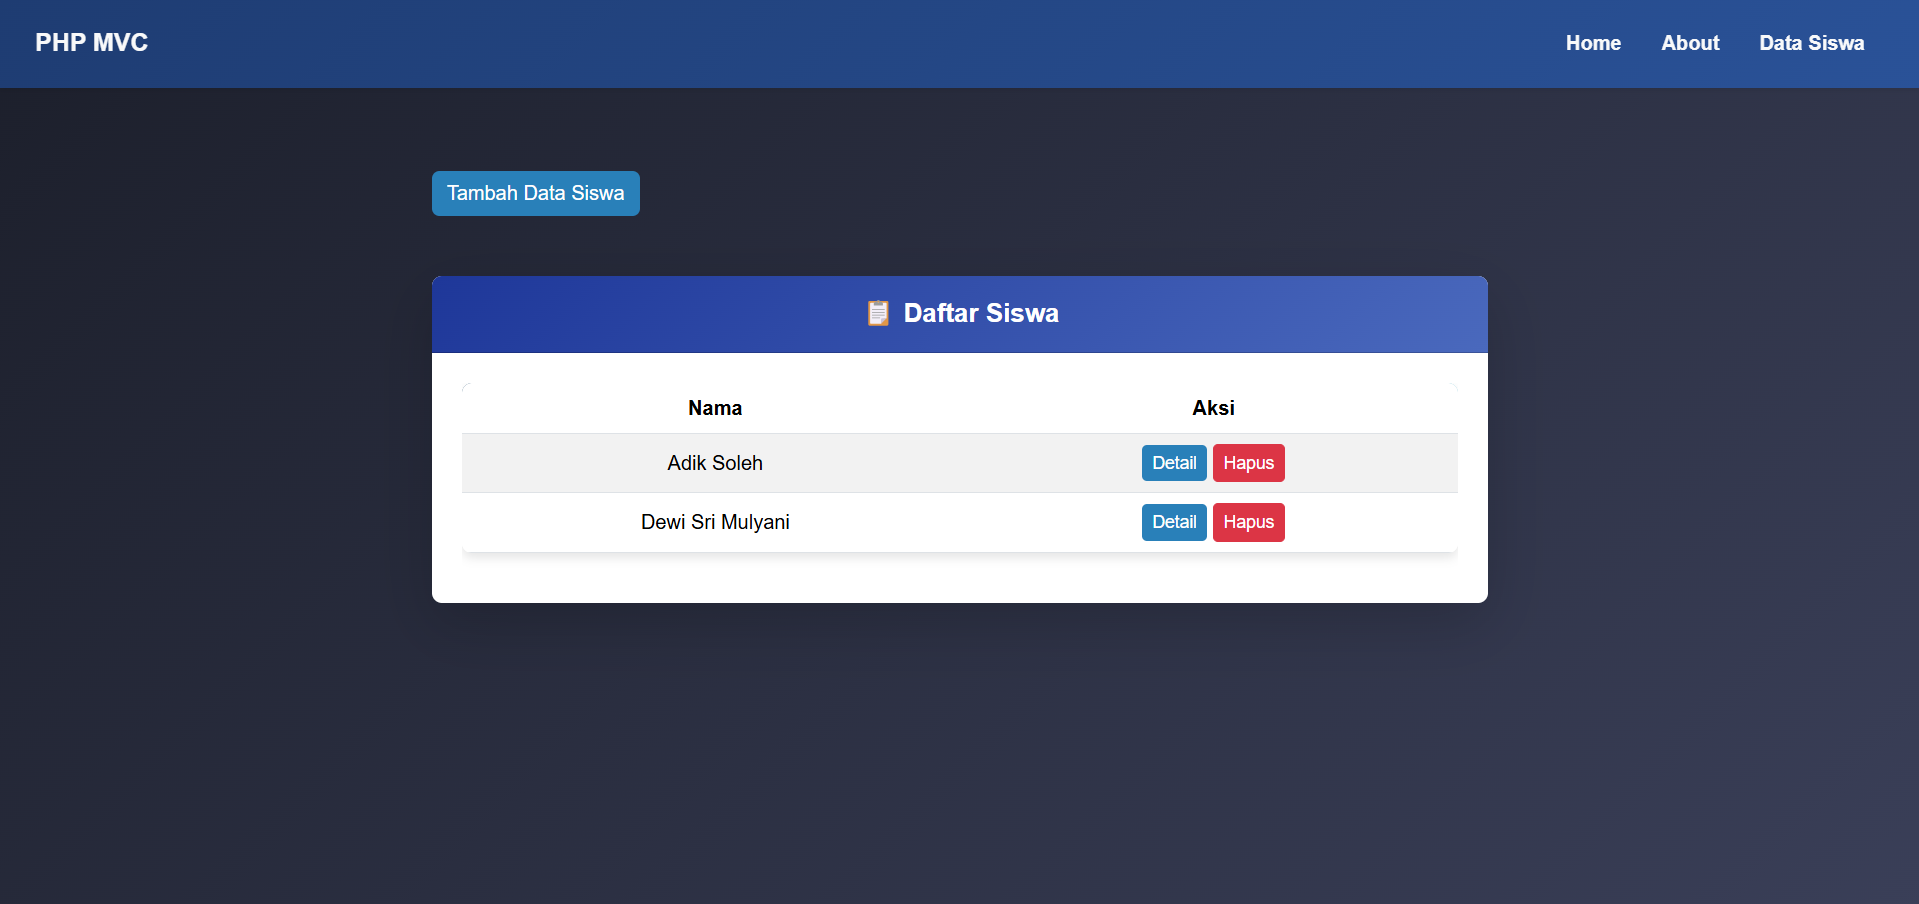 PHP MVC
Home About Data Siswa
Tambah Data Siswa
Daftar Siswa
Nama Aksi
Adik Soleh Detail Hapus
Dewi Sri Mulyani Detail Hapus